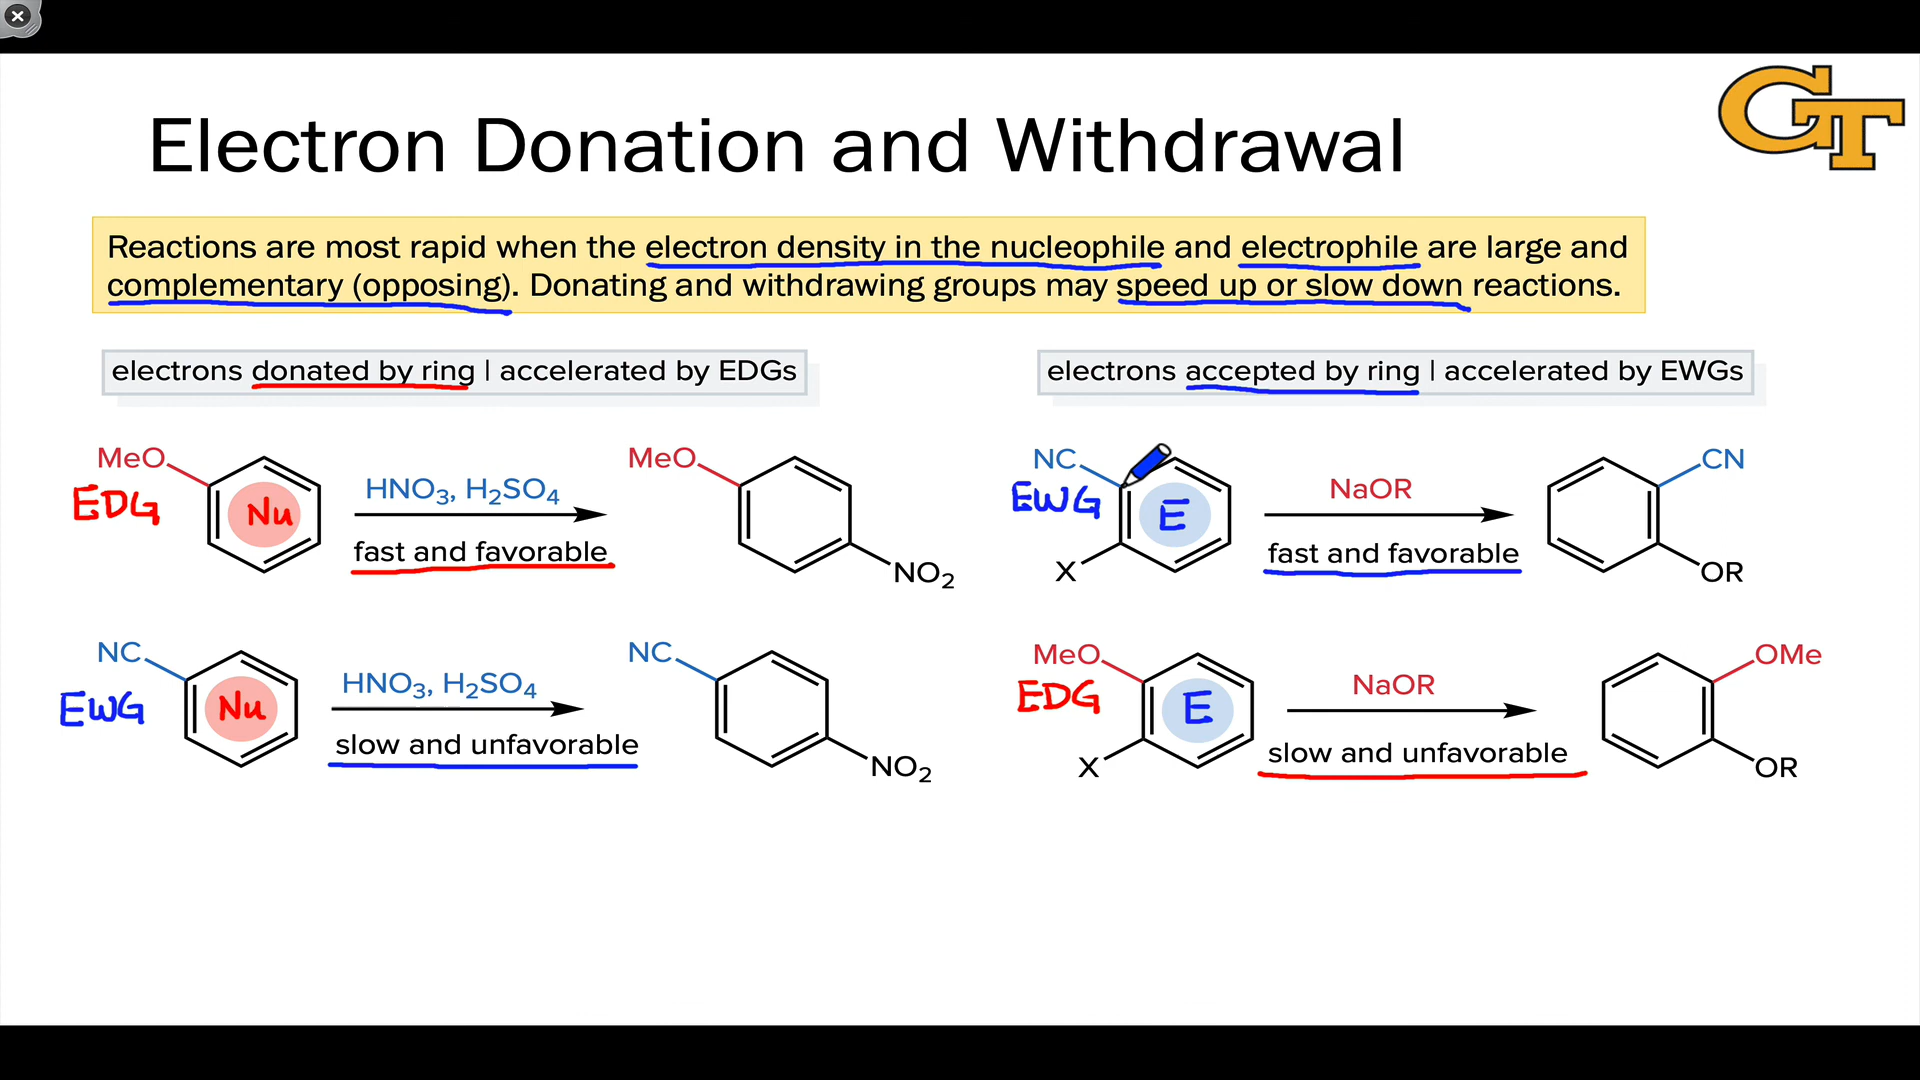 GT
Electron Donation and Withdrawal
Reactions are most rapid when the electron density in the nucleophile and electrophile are large and
complementary (opposing). Donating and withdrawing groups may speed up or slow down reactions.
electrons donated by ring | accelerated by EDGs
MeO
EDG
Nu
HNO₃, H₂SO₄
fast and favorable
MeO
NO₂
NC
EWG
Nu
HNO₃, H₂SO₄
slow and unfavorable
NC
NO₂
electrons accepted by ring | accelerated by EWGs
NC
EWG
E
X
NaOR
fast and favorable
CN
OR
MeO
EDG
E
X
NaOR
slow and unfavorable
OMe
OR